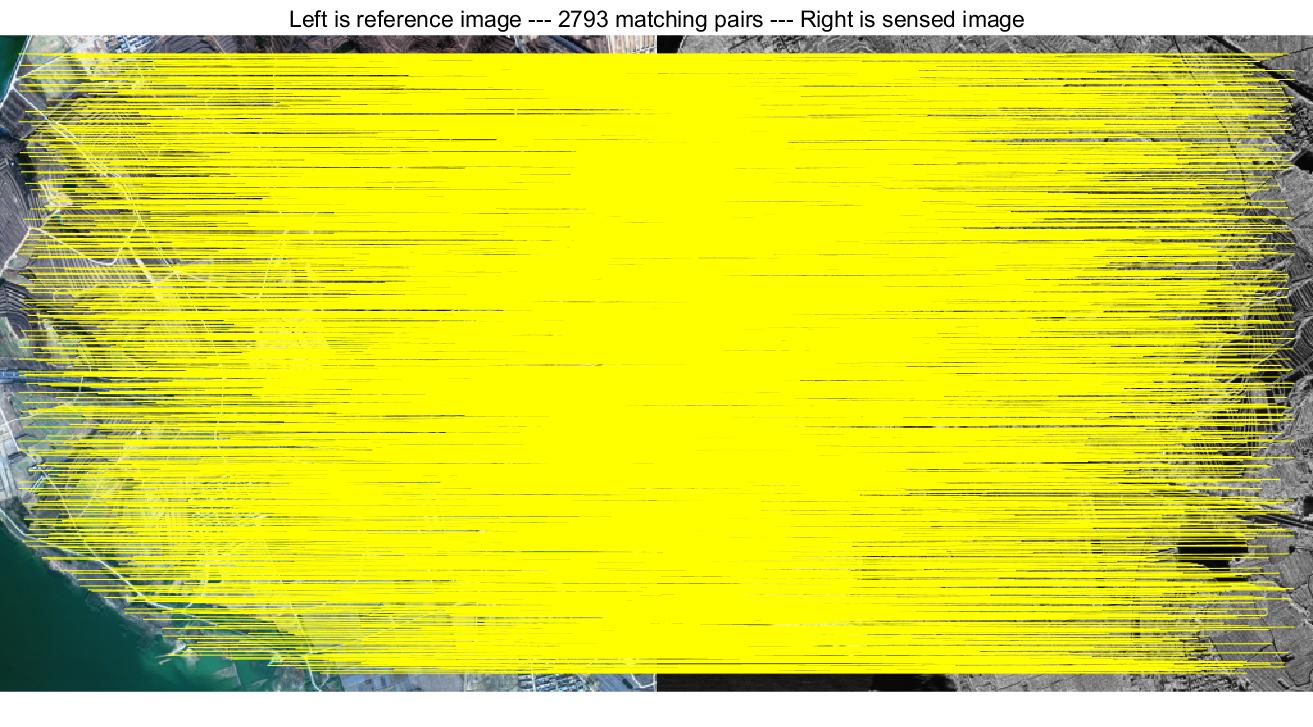 Left is reference image --- 2793 matching pairs --- Right is sensed image